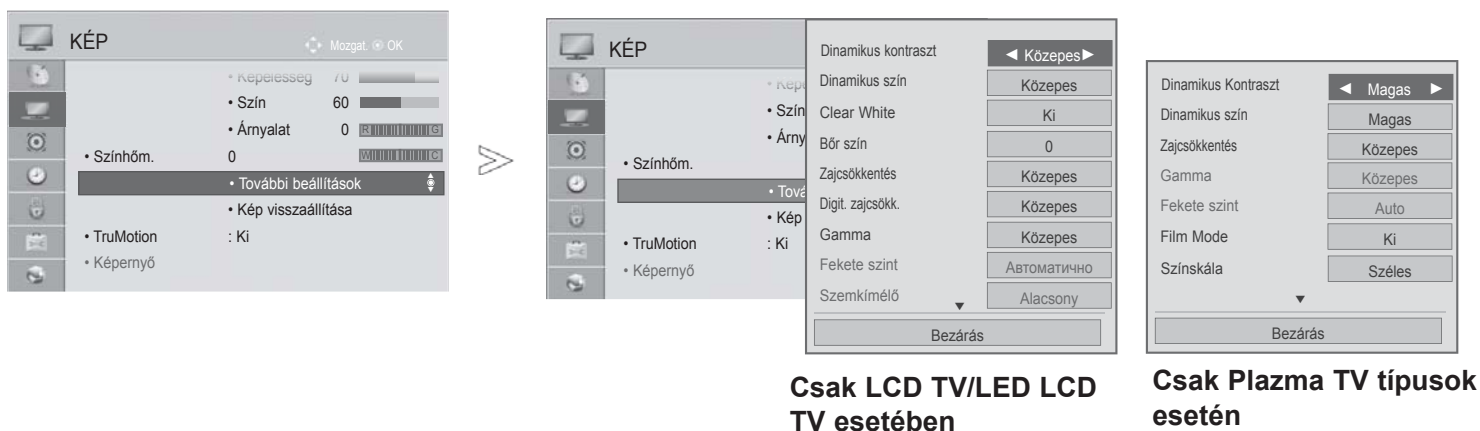 KÉP Mozgat. OK
• Képélesség 70
• Szín 60
• Árnyalat 0 R G
• Színhőm. 0 W C
• További beállítások
• Kép visszaállítása
• TruMotion : Ki
• Képernyő
KÉP
• Képé
• Szín
• Árny
• Színhőm.
• Tová
• Kép
• TruMotion : Ki
• Képernyő
Dinamikus kontraszt ◄ Közepes►
Dinamikus szín Közepes
Clear White Ki
Bőr szín 0
Zajcsökkentés Közepes
Digit. zajcsökk. Közepes
Gamma Közepes
Fekete szint Автоматично
Szemkímélő Alacsony
▼
Bezárás
Csak LCD TV/LED LCD
TV esetében
Dinamikus Kontraszt ◄ Magas ►
Dinamikus szín Magas
Zajcsökkentés Közepes
Gamma Közepes
Fekete szint Auto
Film Mode Ki
Színskála Széles
▼
Bezárás
Csak Plazma TV típusok
esetén